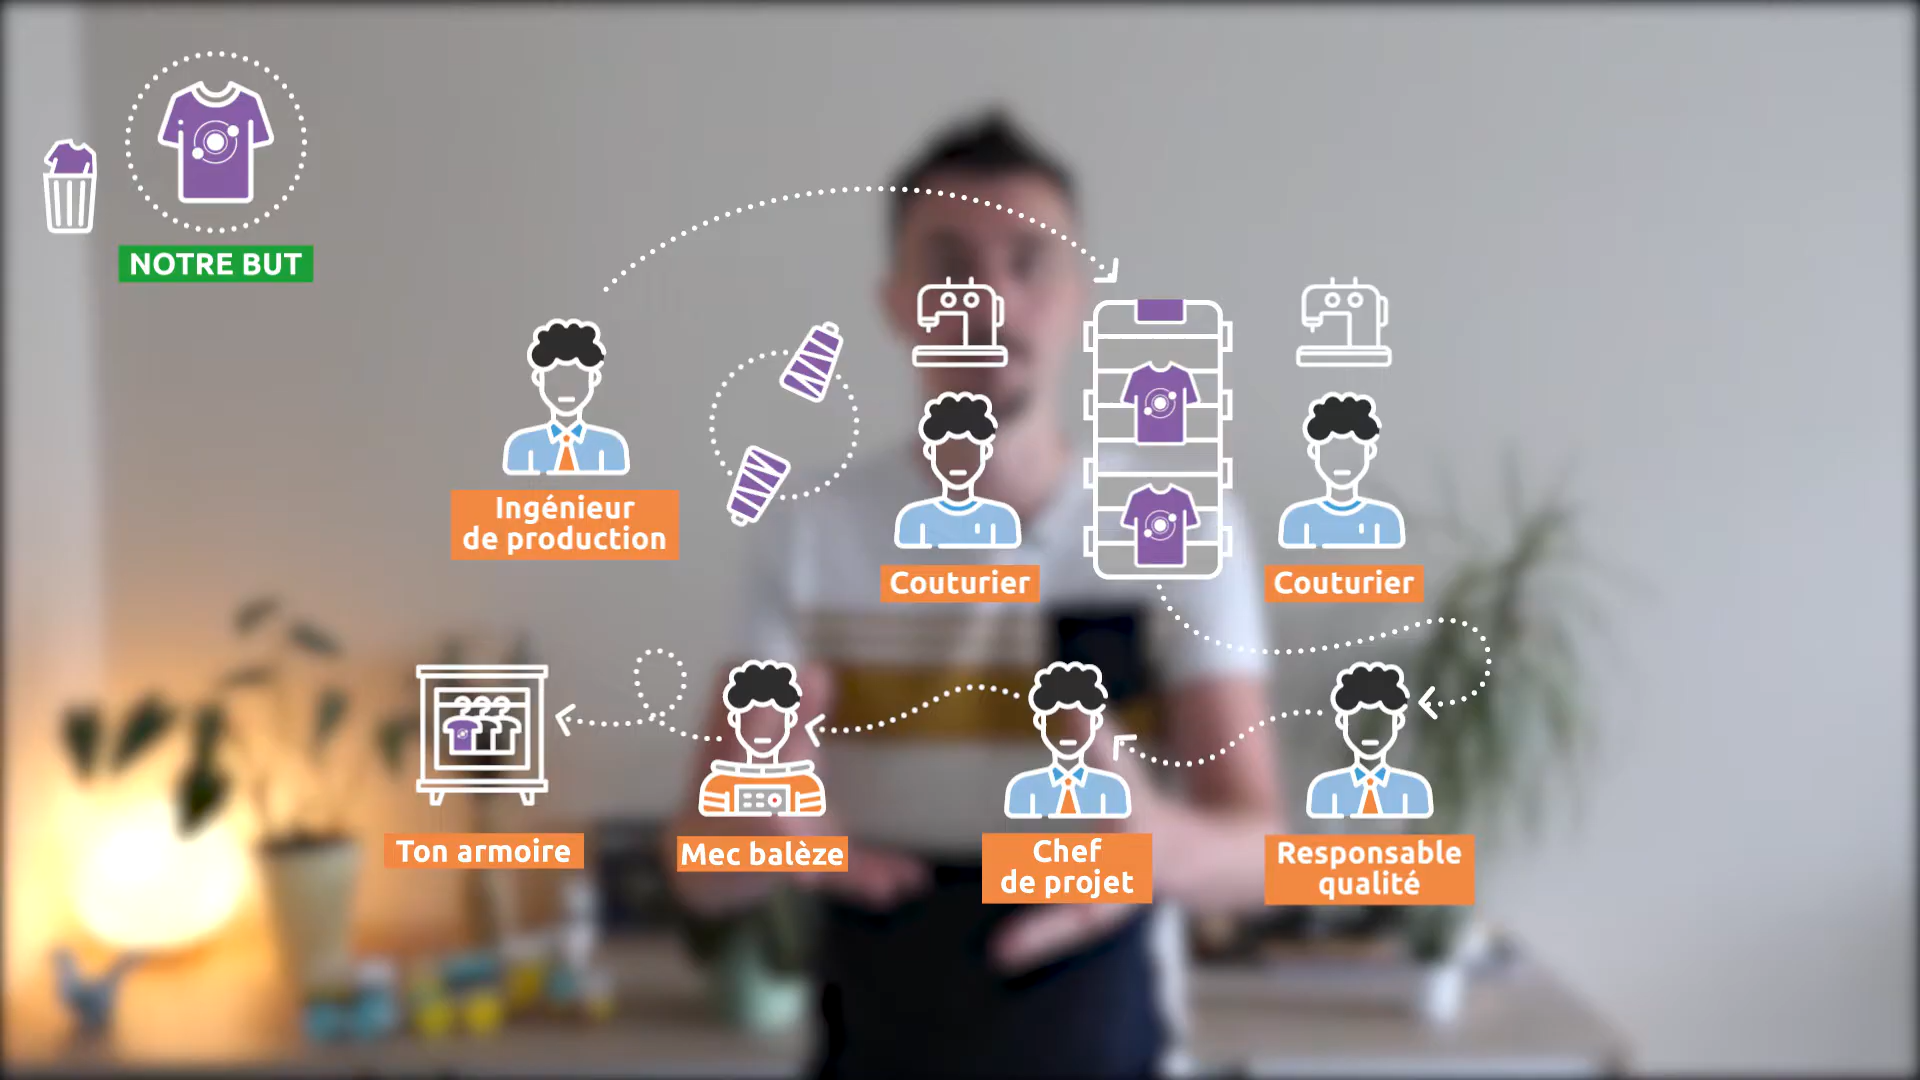 NOTRE BUT
Ingénieur
de production
Couturier
Couturier
Ton armoire
Mec balèze
Chef
de projet
Responsable
qualité